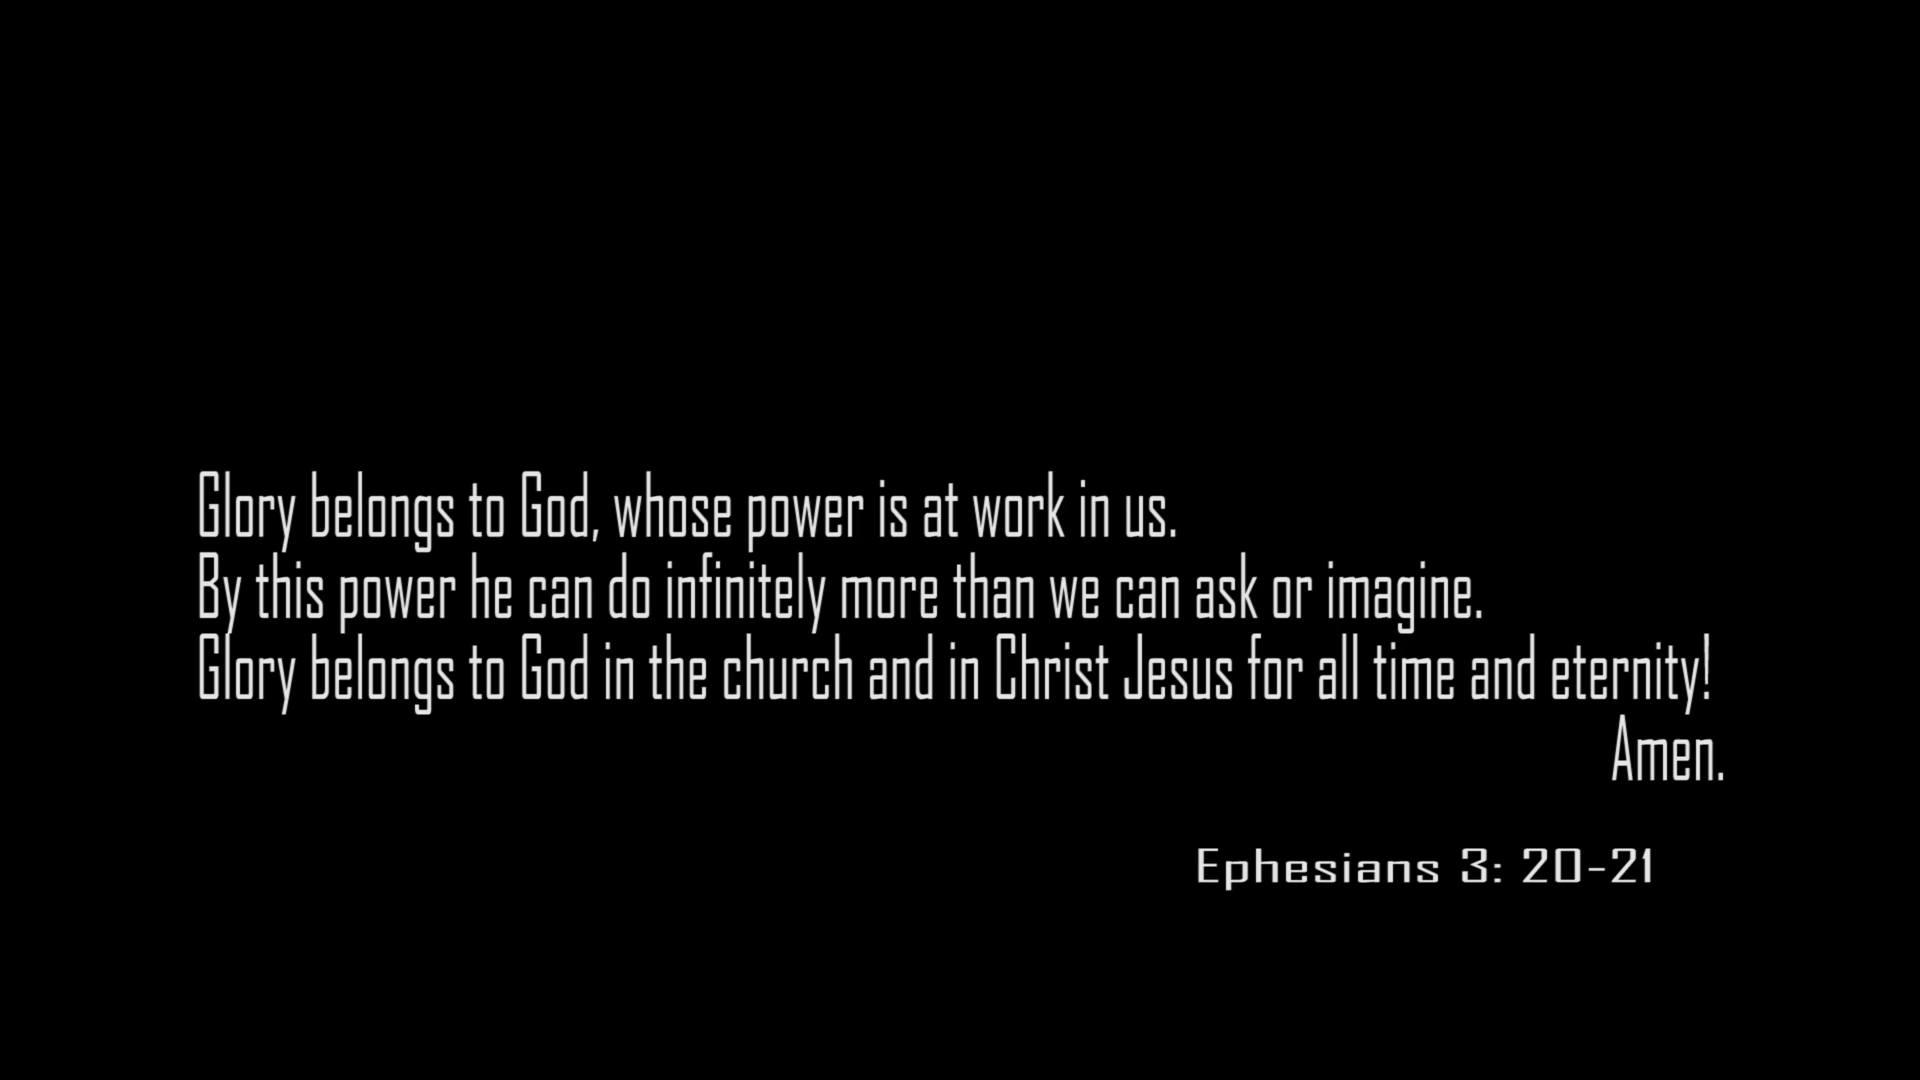 Glory belongs to God, whose power is at work in us.
By this power he can do infinitely more than we can ask or imagine.
Glory belongs to God in the church and in Christ Jesus for all time and eternity!
Amen.
Ephesians 3: 20-21